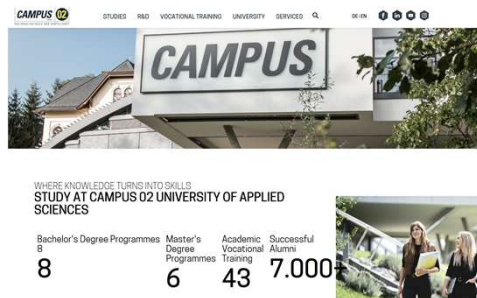 CAMPUS 02
STUDIES R&D VOCATIONAL TRAINING UNIVERSITY SERVICES DE | EN
CAMPUS
WHERE KNOWLEDGE TURNS INTO SKILLS
STUDY AT CAMPUS 02 UNIVERSITY OF APPLIED
SCIENCES
Bachelor's Degree Programmes
8
8
Master's
Degree
Programmes
6
Academic
Vocational
Training
43
Successful
Alumni
7.000+